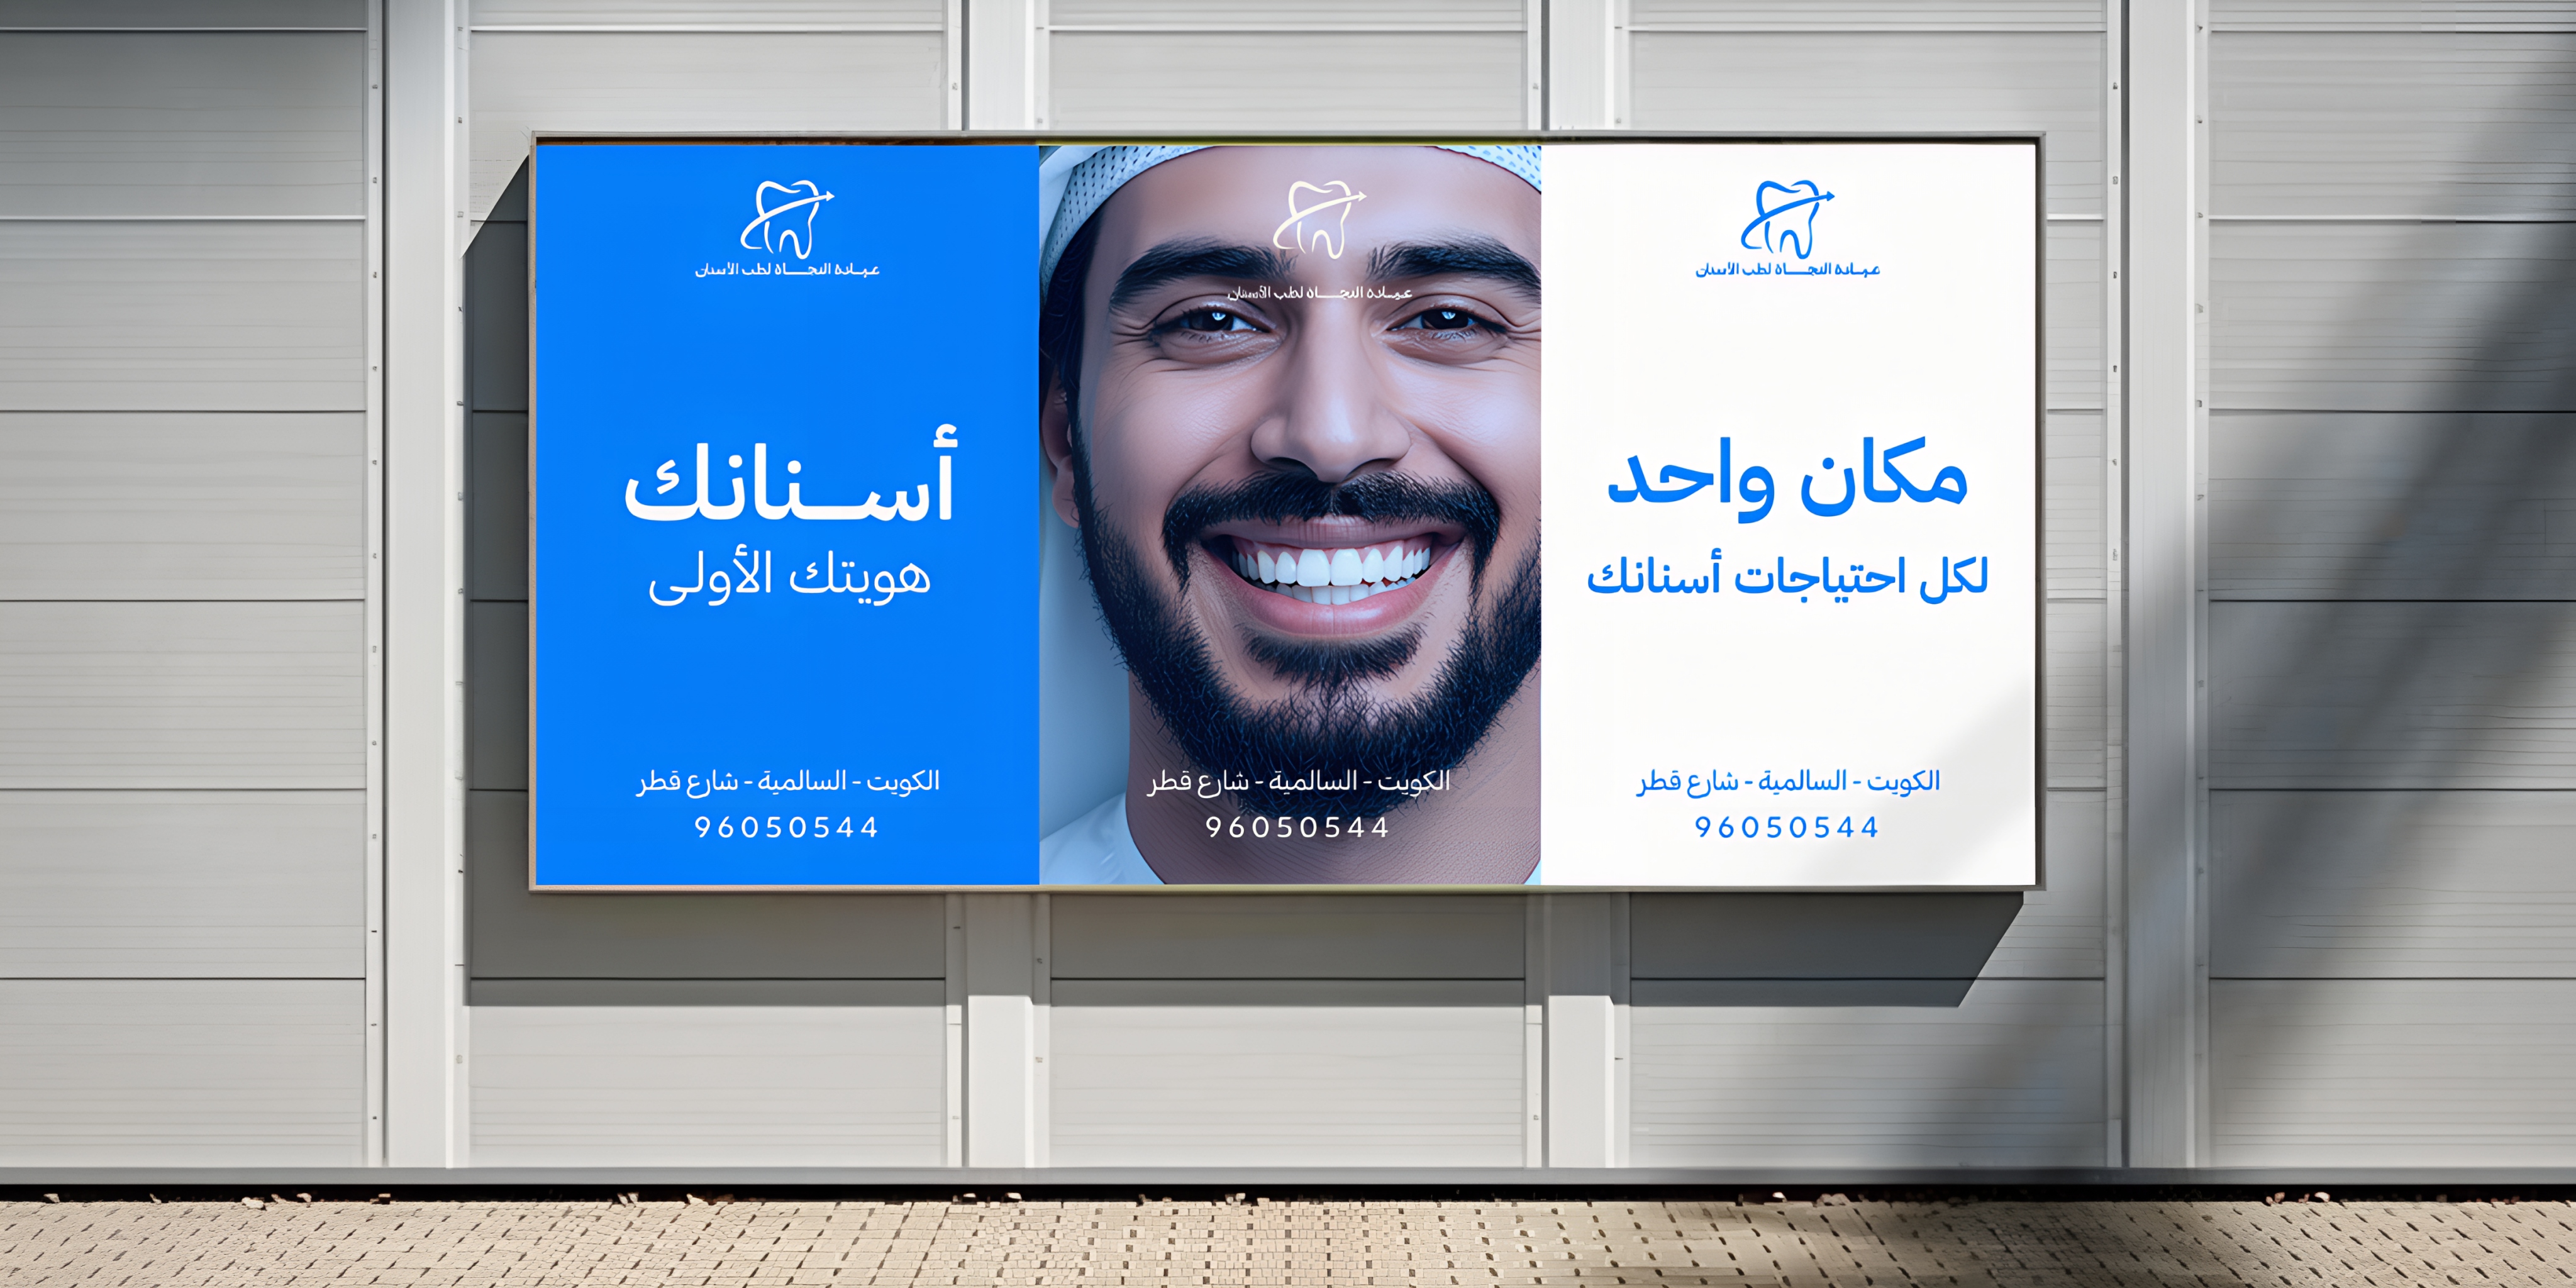 عيادة النجاة لطب الأسنان
مكان واحد
لكل احتياجات أسنانك
الكويت - السالمية - شارع قطر
96050544
عيادة النجاة لطب الأسنان
الكويت - السالمية - شارع قطر
96050544
عيادة النجاة لطب الأسنان
أسنانك
هويتك الأولى
الكويت - السالمية - شارع قطر
96050544